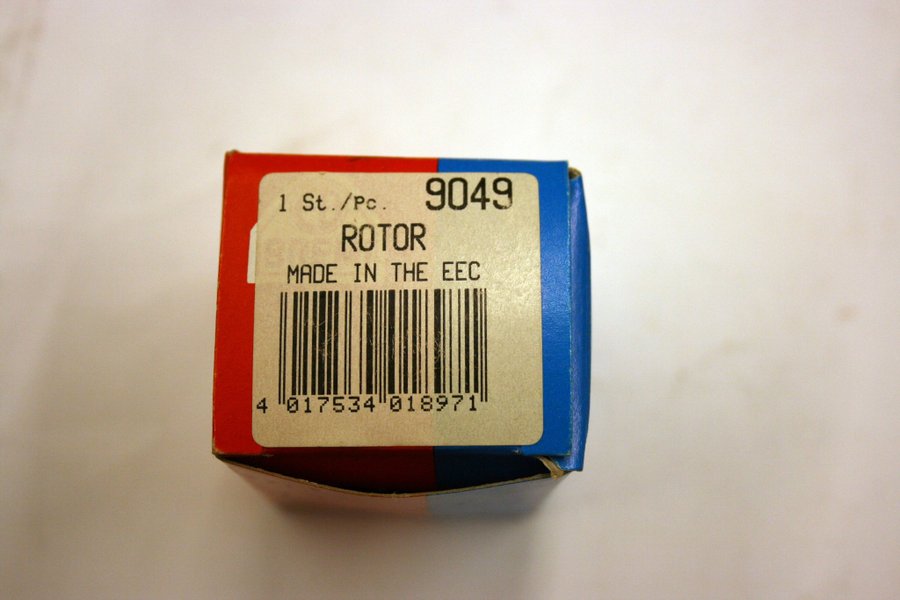 1 St./Pc. 9049
ROTOR
MADE IN THE EEC
4 017534 018971